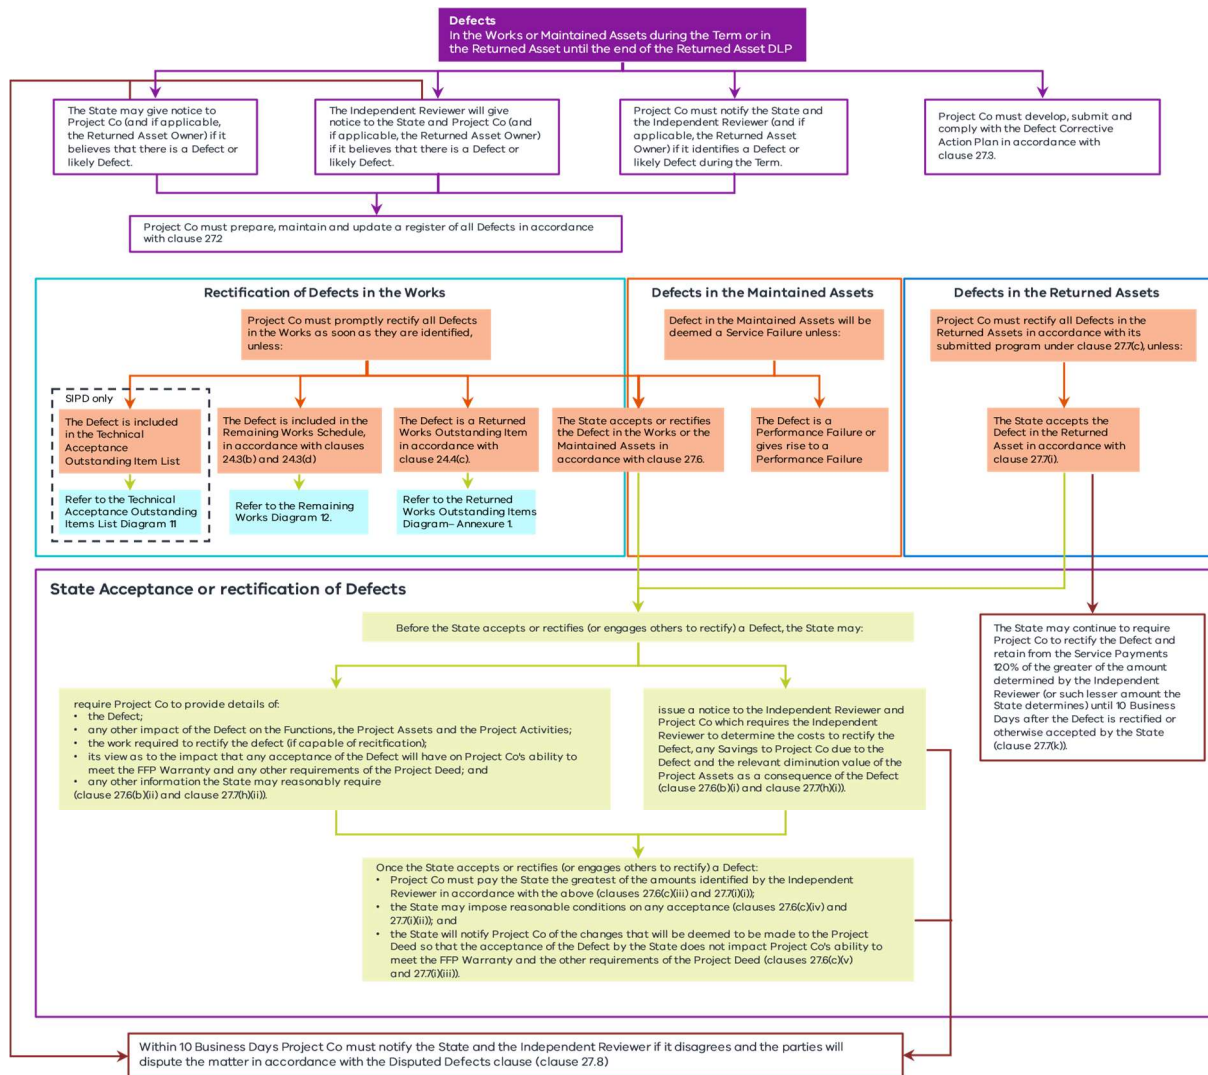 Defects
In the Works or Maintained Assets during the Term or in
the Returned Asset until the end of the Returned Asset DLP
The State may give notice to
Project Co (and if applicable,
the Returned Asset Owner) if it
believes that there is a Defect or
likely Defect.
The Independent Reviewer will give
notice to the State and Project Co (and
if applicable, the Returned Asset Owner)
if it believes that there is a Defect or
likely Defect.
Project Co must notify the State and
the Independent Reviewer (and if
applicable, the Returned Asset
Owner) if it identifies a Defect or
likely Defect during the Term.
Project Co must develop, submit and
comply with the Defect Corrective
Action Plan in accordance with
clause 27.3.
Project Co must prepare, maintain and update a register of all Defects in accordance
with clause 27.2
Rectification of Defects in the Works
Project Co must promptly rectify all Defects
in the Works as soon as they are identified,
unless:
SIPD only
The Defect is included
in the Technical
Acceptance
Outstanding Item List
Refer to the Technical
Acceptance Outstanding
Items List Diagram 11
The Defect is included in the
Remaining Works Schedule,
in accordance with clauses
24.3(b) and 24.3(d)
Refer to the Remaining
Works Diagram 12.
The Defect is a Returned
Works Outstanding Item
in accordance with
clause 24.4(c).
Refer to the Returned
Works Outstanding Items
Diagram– Annexure 1.
Defects in the Maintained Assets
Defect in the Maintained Assets will be
deemed a Service Failure unless:
The State accepts or rectifies
the Defect in the Works or the
Maintained Assets in
accordance with clause 27.6.
The Defect is a
Performance Failure or
gives rise to a
Performance Failure
Defects in the Returned Assets
Project Co must rectify all Defects in the
Returned Assets in accordance with its
submitted program under clause 27.7(c), unless:
The State accepts the
Defect in the Returned
Asset in accordance with
clause 27.7(i).
State Acceptance or rectification of Defects
Before the State accepts or rectifies (or engages others to rectify) a Defect, the State may:
require Project Co to provide details of:
• the Defect;
• any other impact of the Defect on the Functions, the Project Assets and the Project Activities;
• the work required to rectify the defect (if capable of recitfication);
• its view as to the impact that any acceptance of the Defect will have on Project Co's ability to
meet the FFP Warranty and any other requirements of the Project Deed; and
• any other information the State may reasonably require
(clause 27.6(b)(ii) and clause 27.7(h)(ii)).
issue a notice to the Independent Reviewer and
Project Co which requires the Independent
Reviewer to determine the costs to rectify the
Defect, any Savings to Project Co due to the
Defect and the relevant diminution value of the
Project Assets as a consequence of the Defect
(clause 27.6(b)(i) and clause 27.7(h)(i)).
The State may continue to require
Project Co to rectify the Defect and
retain from the Service Payments
120% of the greater of the amount
determined by the Independent
Reviewer (or such lesser amount the
State determines) until 10 Business
Days after the Defect is rectified or
otherwise accepted by the State
(clause 27.7(k)).
Once the State accepts or rectifies (or engages others to rectify) a Defect:
• Project Co must pay the State the greatest of the amounts identified by the Independent
Reviewer in accordance with the above (clauses 27.6(c)(iii) and 27.7(i)(i));
• the State may impose reasonable conditions on any acceptance (clauses 27.6(c)(iv) and
27.7(i)(ii)); and
• the State will notify Project Co of the changes that will be deemed to be made to the Project
Deed so that the acceptance of the Defect by the State does not impact Project Co's ability to
meet the FFP Warranty and the other requirements of the Project Deed (clauses 27.6(c)(v)
and 27.7(i)(iii)).
Within 10 Business Days Project Co must notify the State and the Independent Reviewer if it disagrees and the parties will
dispute the matter in accordance with the Disputed Defects clause (clause 27.8)